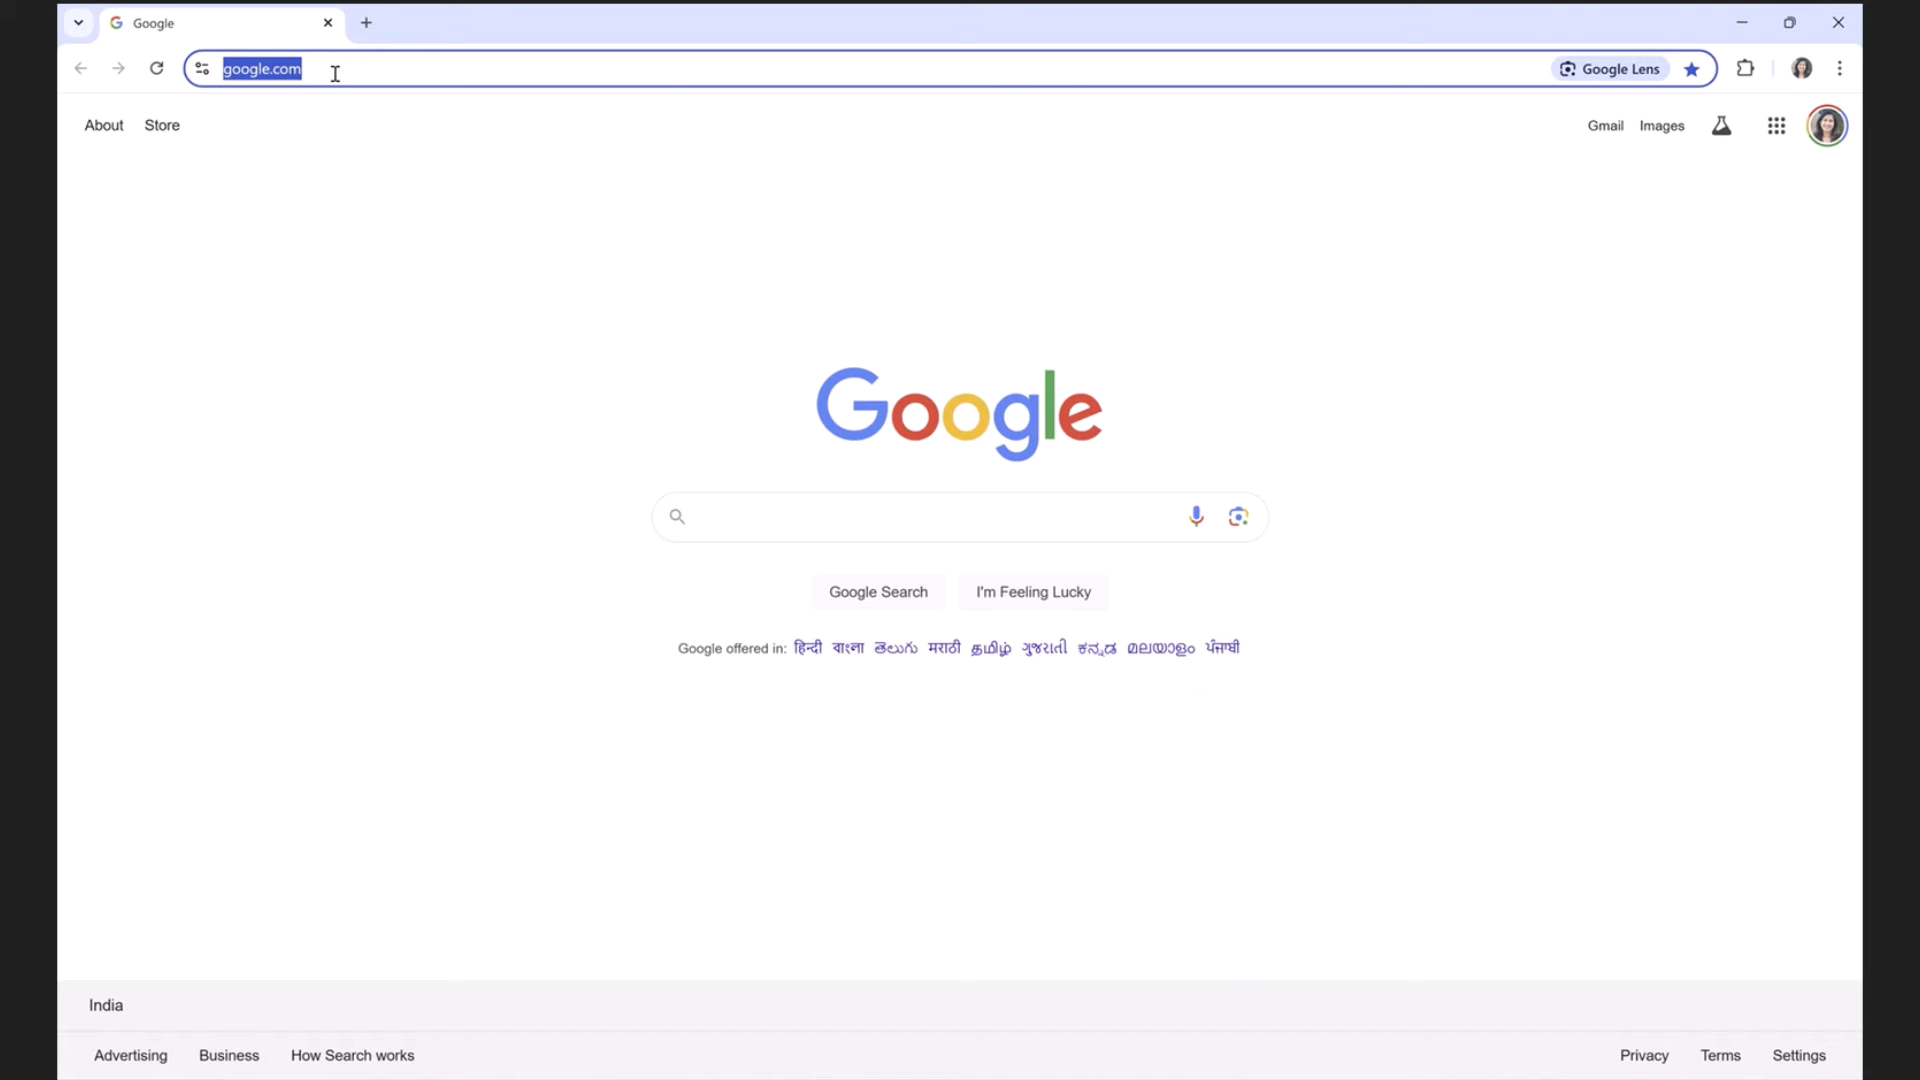 Google
google.com
Google Lens
About Store
Gmail Images
Google
Google Search I'm Feeling Lucky
Google offered in: हिन्दी বাংলা తెలుగు मराठी தமிழ் ગુજરાતી ಕನ್ನಡ മലയാളം ਪੰਜਾਬੀ
India
Advertising Business How Search works
Privacy Terms Settings